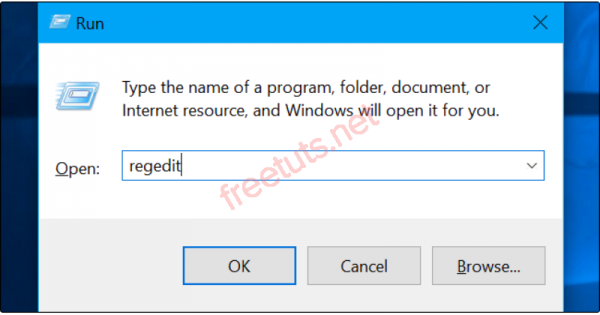 Run
Type the name of a program, folder, document, or
Internet resource, and Windows will open it for you.
freetuts.net
Open: regedit
OK Cancel Browse...